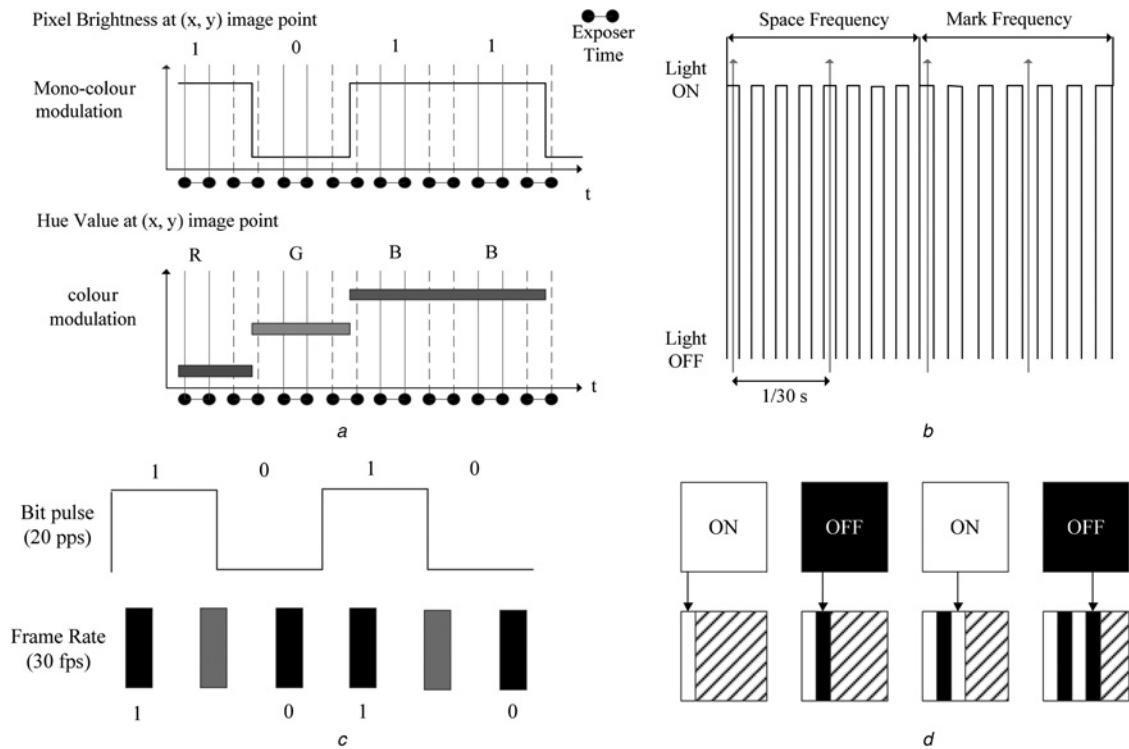 Pixel Brightness at (x, y) image point
Exposer
Time
1 0 1 1
Mono-colour
modulation
t
Hue Value at (x, y) image point
R G B B
colour
modulation
t
a
Space Frequency Mark Frequency
Light
ON
Light
OFF
1/30 s
b
1 0 1 0
Bit pulse
(20 pps)
Frame Rate
(30 fps)
1 0 1 0
c
ON OFF ON OFF
d